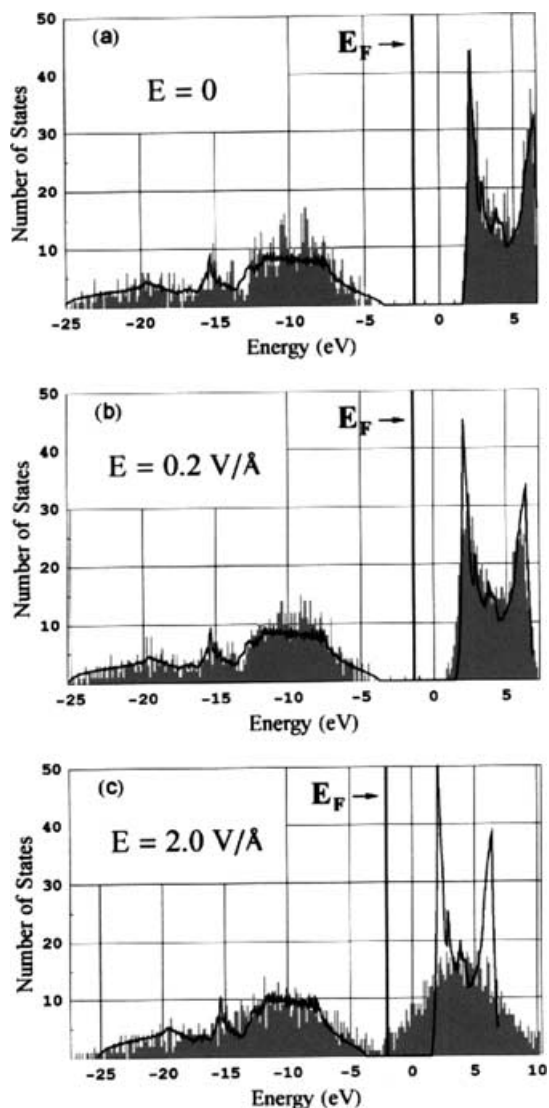 (a)
E_F →
E = 0
Number of States
50
40
30
20
10
-25 -20 -15 -10 -5 0 5
Energy (eV)
(b)
E_F →
E = 0.2 V/Å
Number of States
50
40
30
20
10
-25 -20 -15 -10 -5 0 5
Energy (eV)
(c)
E_F →
E = 2.0 V/Å
Number of States
50
40
30
20
10
-25 -20 -15 -10 -5 0 5 10
Energy (eV)